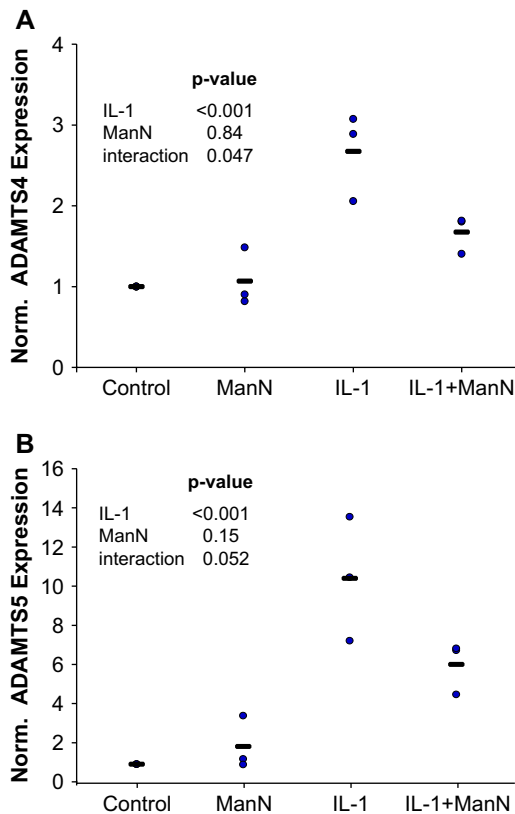 A
Norm. ADAMTS4 Expression
4
3
2
1
0
p-value
IL-1 <0.001
ManN 0.84
interaction 0.047
Control ManN IL-1 IL-1+ManN
B
Norm. ADAMTS5 Expression
16
14
12
10
8
6
4
2
0
p-value
IL-1 <0.001
ManN 0.15
interaction 0.052
Control ManN IL-1 IL-1+ManN